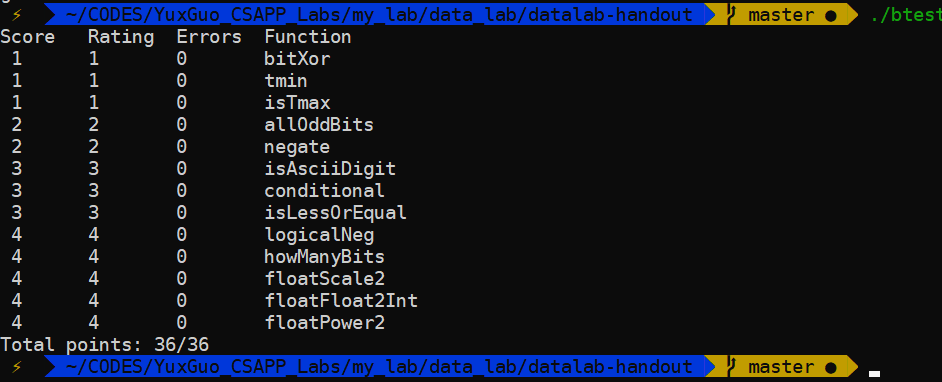 ⚡ ~/CODES/YuxGuo_CSAPP_Labs/my_lab/data_lab/datalab-handout master ● ./btest
Score Rating Errors Function
1 1 0 bitXor
1 1 0 tmin
1 1 0 isTmax
2 2 0 allOddBits
2 2 0 negate
3 3 0 isAsciiDigit
3 3 0 conditional
3 3 0 isLessOrEqual
4 4 0 logicalNeg
4 4 0 howManyBits
4 4 0 floatScale2
4 4 0 floatFloat2Int
4 4 0 floatPower2
Total points: 36/36
⚡ ~/CODES/YuxGuo_CSAPP_Labs/my_lab/data_lab/datalab-handout master ●